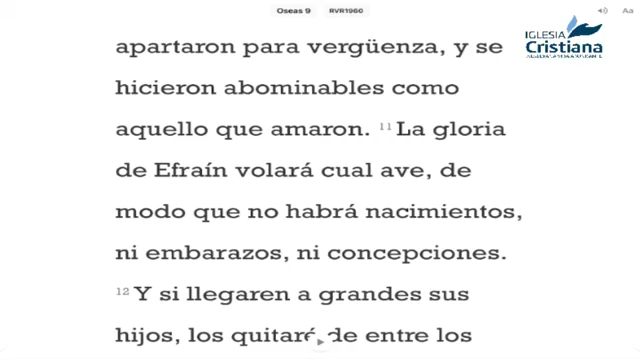 Oseas 9 RVR1960
Aa
IGLESIA
Cristiana
apartaron para vergüenza, y se
hicieron abominables como
aquello que amaron. 11 La gloria
de Efraín volará cual ave, de
modo que no habrá nacimientos,
ni embarazos, ni concepciones.
12 Y si llegaren a grandes sus
hijos, los quitaré de entre los